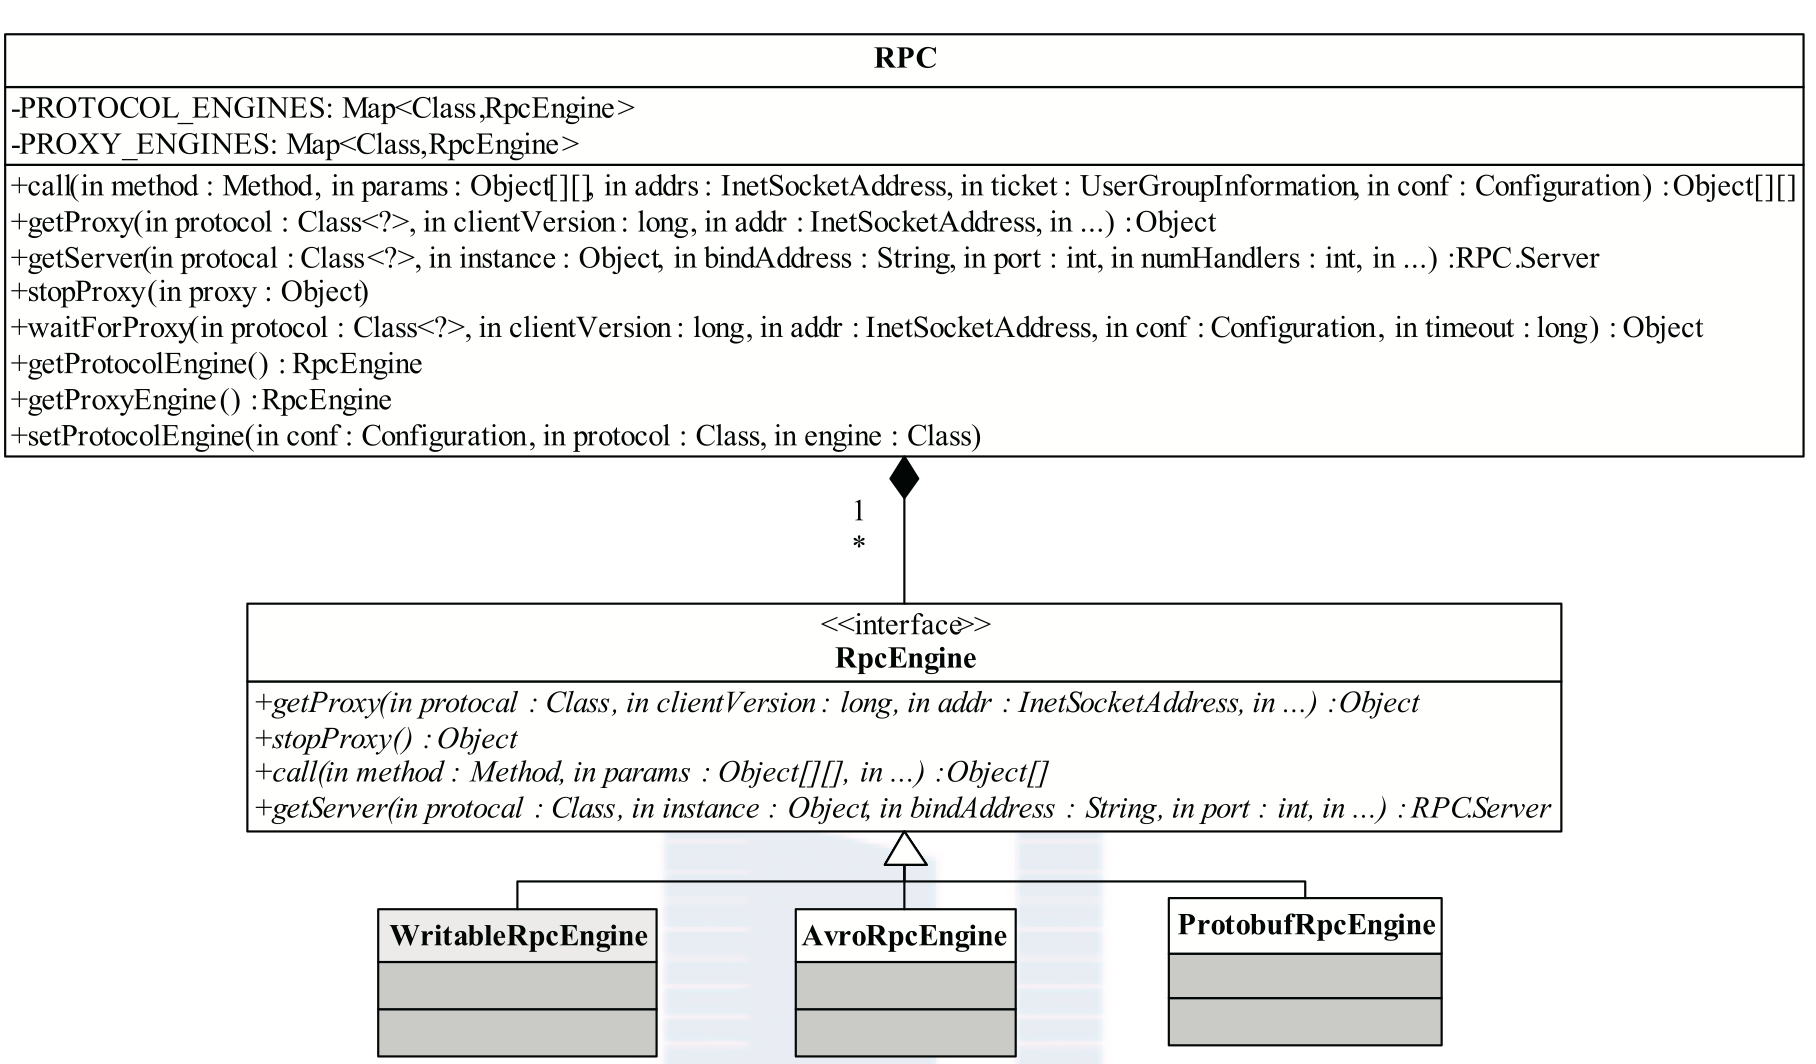 RPC
-PROTOCOL_ENGINES: Map<Class,RpcEngine>
-PROXY_ENGINES: Map<Class,RpcEngine>
+call(in method : Method, in params : Object[][], in addrs : InetSocketAddress, in ticket : UserGroupInformation, in conf : Configuration) : Object[][]
+getProxy(in protocol : Class<?>, in clientVersion : long, in addr : InetSocketAddress, in ...) : Object
+getServer(in protocal : Class<?>, in instance : Object, in bindAddress : String, in port : int, in numHandlers : int, in ...) : RPC.Server
+stopProxy(in proxy : Object)
+waitForProxy(in protocol : Class<?>, in clientVersion : long, in addr : InetSocketAddress, in conf : Configuration, in timeout : long) : Object
+getProtocolEngine() : RpcEngine
+getProxyEngine() : RpcEngine
+setProtocolEngine(in conf : Configuration, in protocol : Class, in engine : Class)
1
*
<<interface>>
RpcEngine
+getProxy(in protocal : Class, in clientVersion : long, in addr : InetSocketAddress, in ...) : Object
+stopProxy() : Object
+call(in method : Method, in params : Object[][], in ...) : Object[]
+getServer(in protocal : Class, in instance : Object, in bindAddress : String, in port : int, in ...) : RPC.Server
WritableRpcEngine
AvroRpcEngine
ProtobufRpcEngine